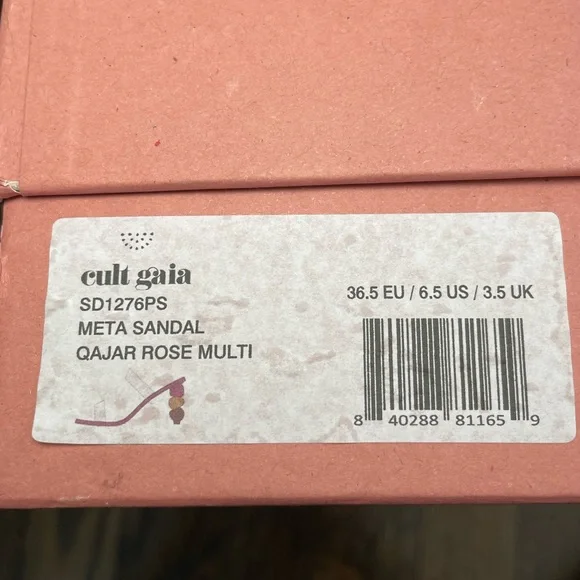 cult gaia
SD1276PS
META SANDAL
QAJAR ROSE MULTI
36.5 EU / 6.5 US / 3.5 UK
8 40288 81165 9